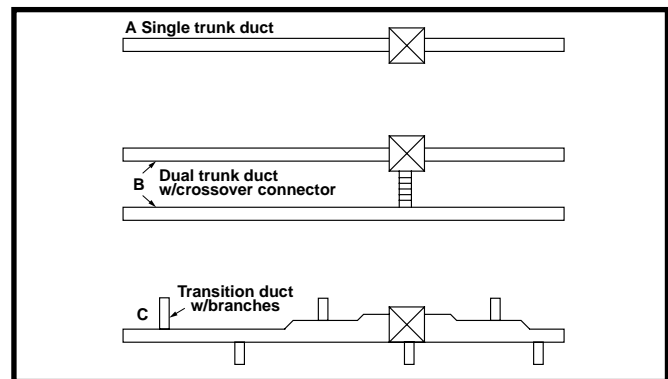 A Single trunk duct
B Dual trunk duct
w/crossover connector
Transition duct
C w/branches